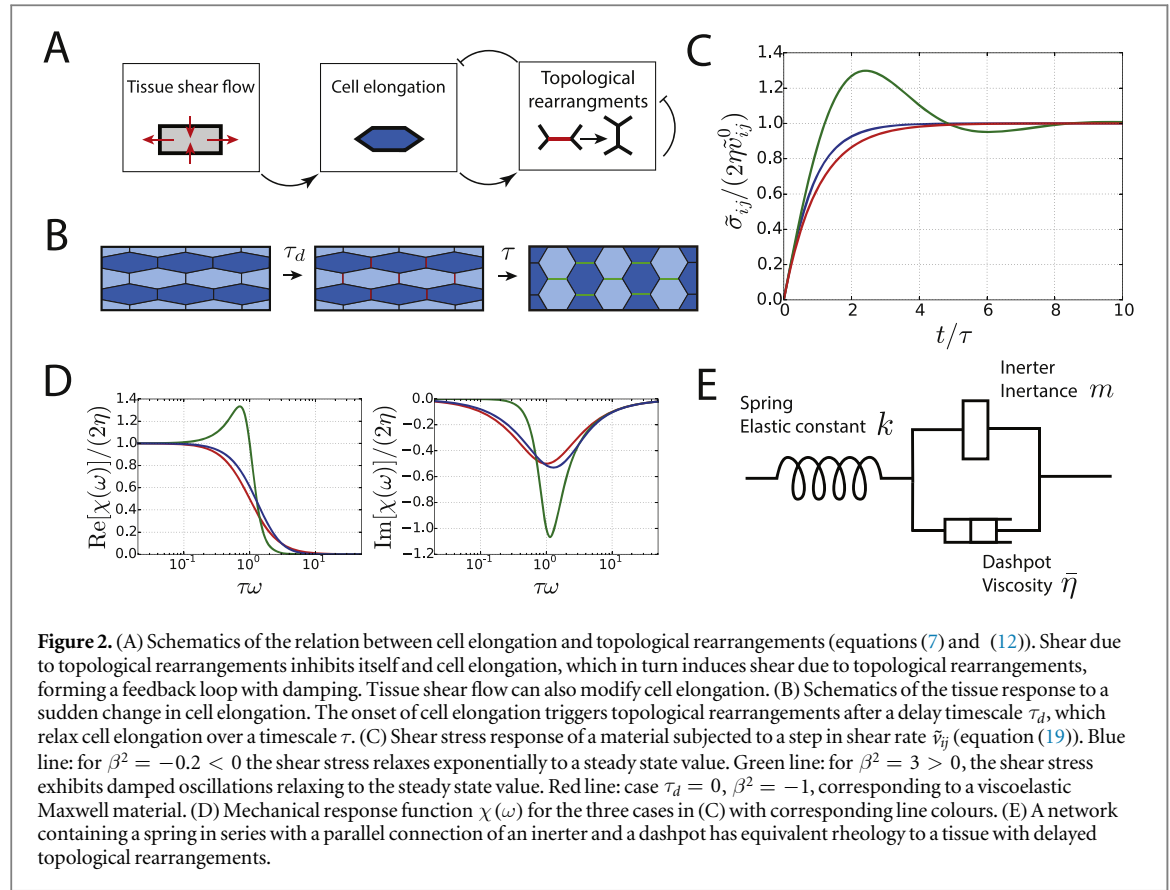 A
Tissue shear flow
Cell elongation
Topological
rearrangments
B
τd
τ
C
σ̃ij/(2ηṽ⁰ij)
1.4
1.2
1.0
0.8
0.6
0.4
0.2
0.0
0 2 4 6 8 10
t/τ
D
Re[χ(ω)]/(2η)
1.4
1.2
1.0
0.8
0.6
0.4
0.2
0.0
10⁻¹ 10⁰ 10¹
τω
Im[χ(ω)]/(2η)
−0.0
−0.2
−0.4
−0.6
−0.8
−1.0
−1.2
10⁻¹ 10⁰ 10¹
τω
E
Spring
Elastic constant k
Inerter
Inertance m
Dashpot
Viscosity η̄
Figure 2. (A) Schematics of the relation between cell elongation and topological rearrangements (equations (7) and (12)). Shear due
to topological rearrangements inhibits itself and cell elongation, which in turn induces shear due to topological rearrangements,
forming a feedback loop with damping. Tissue shear flow can also modify cell elongation. (B) Schematics of the tissue response to a
sudden change in cell elongation. The onset of cell elongation triggers topological rearrangements after a delay timescale τd, which
relax cell elongation over a timescale τ. (C) Shear stress response of a material subjected to a step in shear rate ṽij (equation (19)). Blue
line: for β² = −0.2 < 0 the shear stress relaxes exponentially to a steady state value. Green line: for β² = 3 > 0, the shear stress
exhibits damped oscillations relaxing to the steady state value. Red line: case τd = 0, β² = −1, corresponding to a viscoelastic
Maxwell material. (D) Mechanical response function χ(ω) for the three cases in (C) with corresponding line colours. (E) A network
containing a spring in series with a parallel connection of an inerter and a dashpot has equivalent rheology to a tissue with delayed
topological rearrangements.